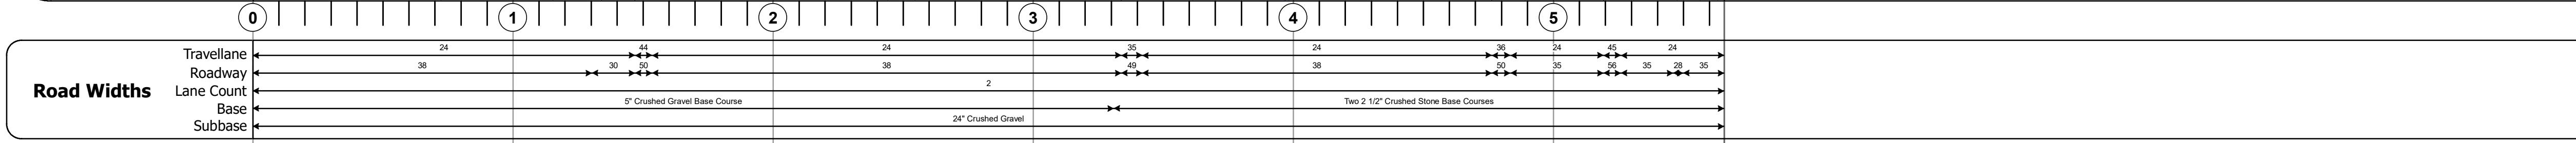 0 1 2 3 4 5
Road Widths
Travellane 24 44 24 35 24 36 24 45 24
Roadway 38 30 50 38 49 38 50 35 56 35 28 35
Lane Count 2
Base 5" Crushed Gravel Base Course Two 2 1/2" Crushed Stone Base Courses
Subbase 24" Crushed Gravel